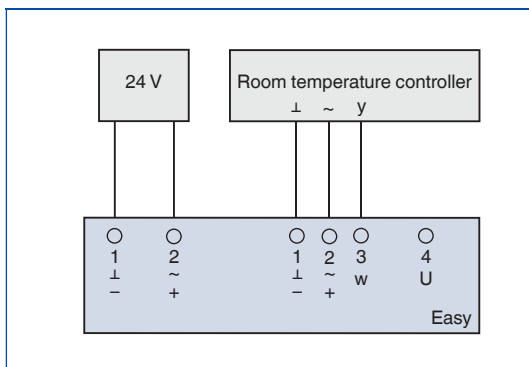 24 V
Room temperature controller
⊥ ~ y
1 2 1 2 3 4
⊥ ~ ⊥ ~ w U
– + – +
Easy